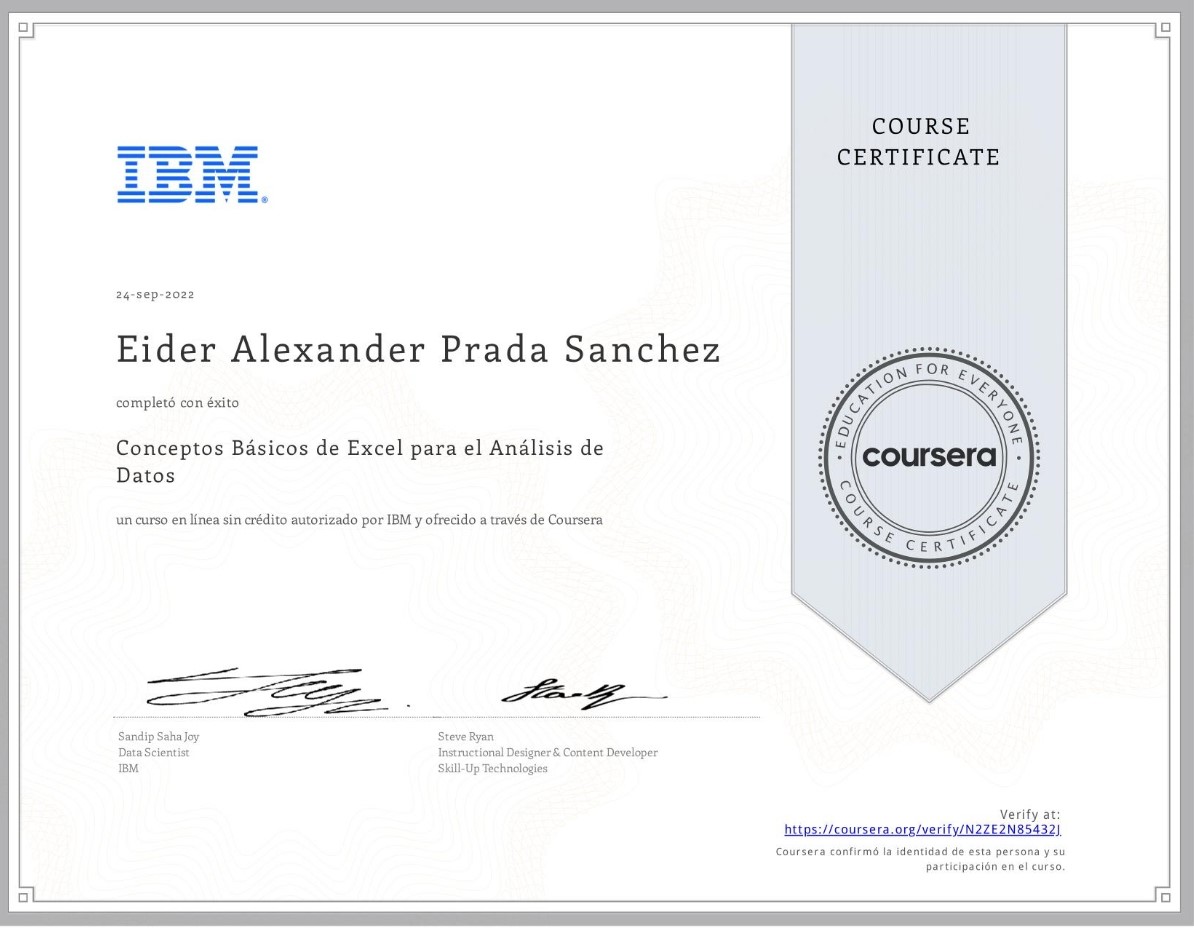 COURSE
CERTIFICATE
IBM®
24-sep-2022
Eider Alexander Prada Sanchez
completó con éxito
Conceptos Básicos de Excel para el Análisis de
Datos
un curso en línea sin crédito autorizado por IBM y ofrecido a través de Coursera
EDUCATION FOR EVERYONE
coursera
COURSE CERTIFICATE
Sandip Saha Joy
Data Scientist
IBM
Steve Ryan
Instructional Designer & Content Developer
Skill-Up Technologies
Verify at:
https://coursera.org/verify/N2ZE2N85432J
Coursera confirmó la identidad de esta persona y su
participación en el curso.